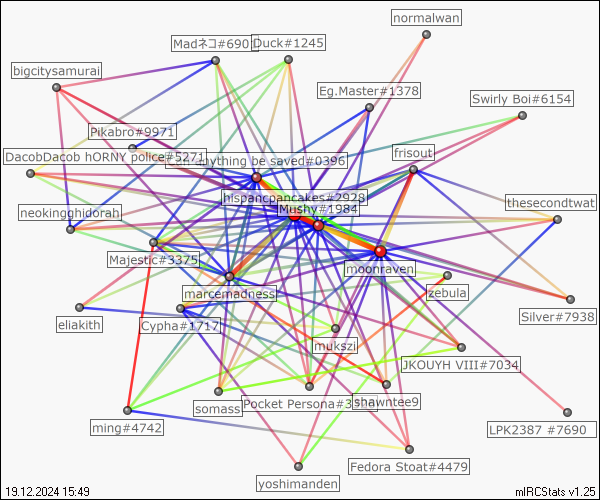 normalwan
Madネコ#690
Duck#1245
bigcitysamurai
Eg.Master#1378
Swirly Boi#6154
Pikabro#9971
frisout
DacobDacob hORNY police#5271
anything be saved#0396
hispancpancakes#2928
Mushy#1984
neokingghidorah
thesecondtwat
Majestic#3375
moonraven
marcemadness
zebula
Silver#7938
eliakith
Cypha#1717
mukszi
JKOUYH VIII#7034
somass
Pocket Persona#3
shawntee9
LPK2387 #7690
ming#4742
Fedora Stoat#4479
yoshimanden
19.12.2024 15:49
mIRCStats v1.25